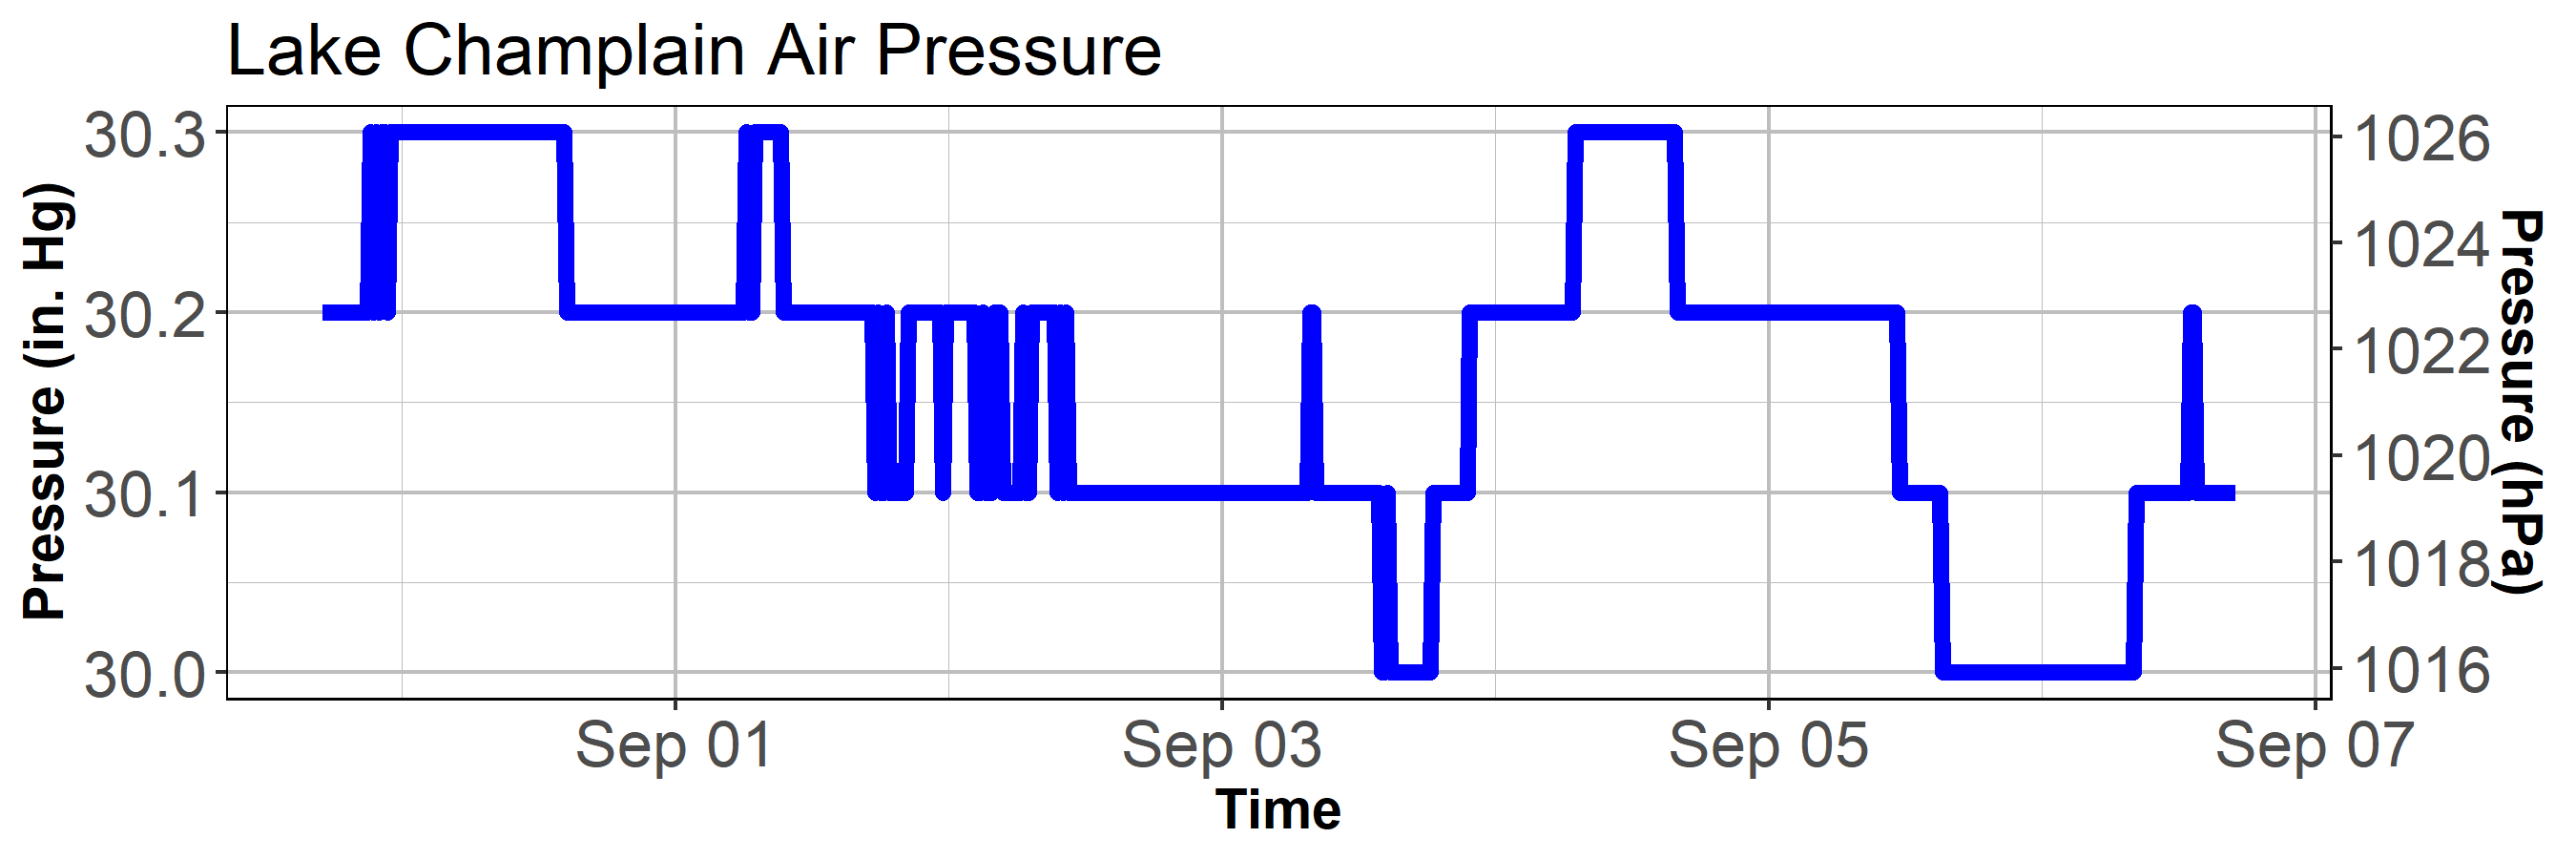 Lake Champlain Air Pressure
Pressure (in. Hg)
30.3
30.2
30.1
30.0
1026
1024
1022
1020
1018
1016
Pressure (hPa)
Sep 01 Sep 03 Sep 05 Sep 07
Time